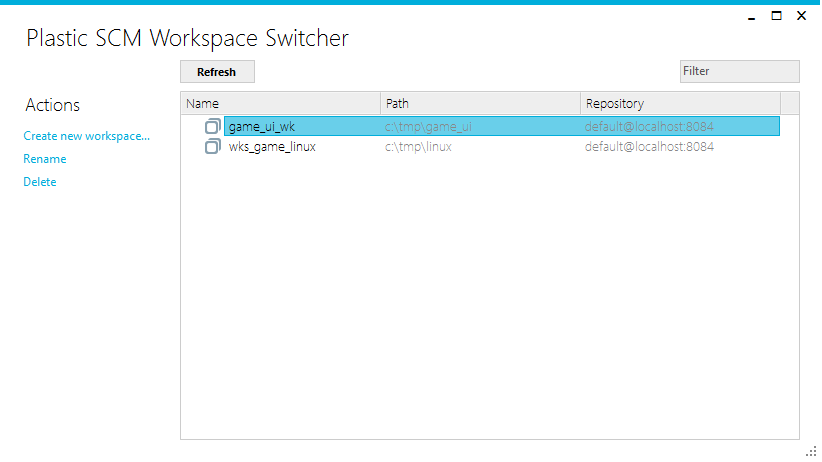 Plastic SCM Workspace Switcher
Refresh
Filter
Actions
Create new workspace...
Rename
Delete
Name Path Repository
game_ui_wk c:\tmp\game_ui default@localhost:8084
wks_game_linux c:\tmp\linux default@localhost:8084